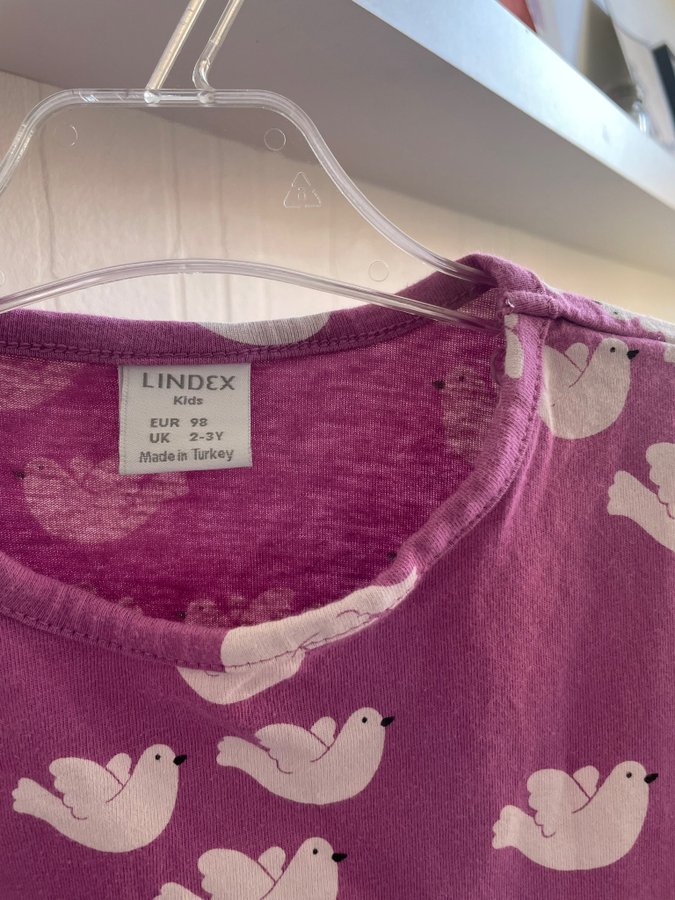 LINDEX
Kids
EUR 98
UK 2-3Y
Made in Turkey